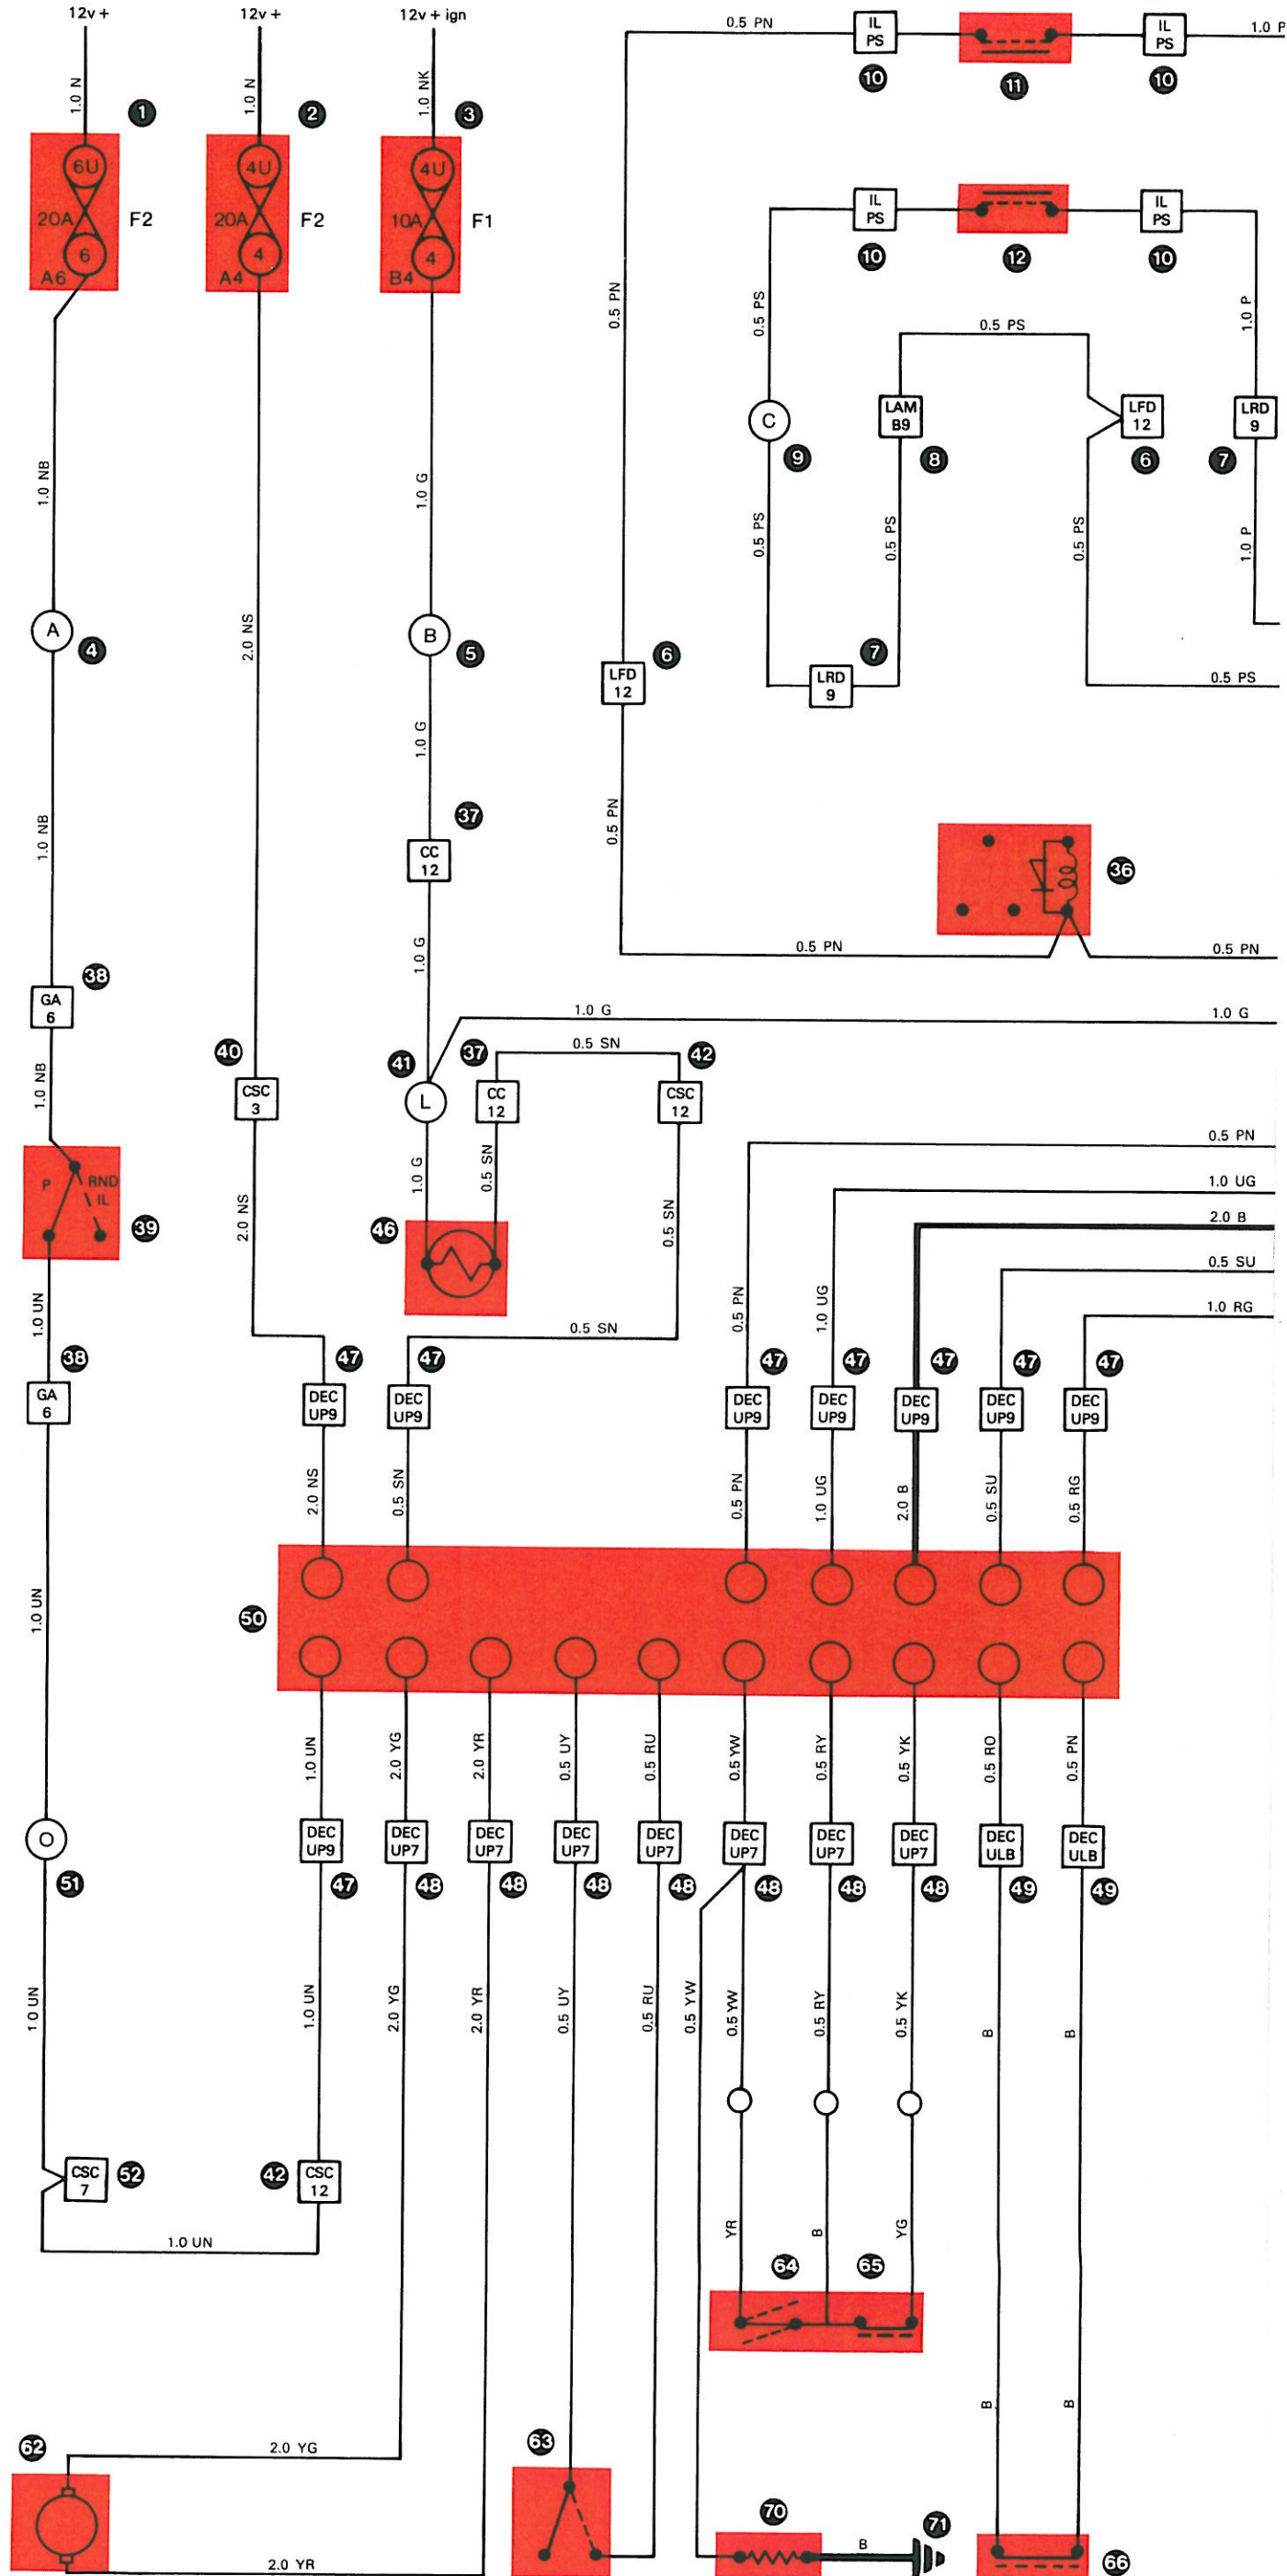 12v + 12v + 12v + ign
0.5 PN IL PS 11 IL PS 1.0 P
10 10
1.0 N 1.0 N 1.0 NK
1 2 3
6U 4U 4U
20A F2 20A F2 10A F1
6 4 4
A6 A4 B4
IL PS IL PS
10 12 10
0.5 PN 0.5 PS 1.0 P
0.5 PS
C LAM B9 LFD 12 LRD 9
9 8 6 7
1.0 NB 1.0 G
0.5 PS 0.5 PS 0.5 PS 1.0 P
A 4 2.0 NS B 5
LFD 12 6 LRD 9 7 0.5 PS
1.0 G
1.0 NB 37 0.5 PN
CC 12
36
1.0 G
0.5 PN 0.5 PN
38
GA 6
1.0 G 1.0 G
40 41 37 0.5 SN 42
1.0 NB CSC 3 L CC 12 CSC 12
0.5 PN
P RND IL
39
2.0 NS 1.0 G 0.5 SN 0.5 SN
1.0 UG
2.0 B
46
0.5 SU
1.0 UN 0.5 PN 1.0 UG 1.0 RG
0.5 SN
38 47 47 47 47 47 47 47
GA 6 DEC UP9 DEC UP9 DEC UP9 DEC UP9 DEC UP9 DEC UP9 DEC UP9
2.0 NS 0.5 SN 0.5 PN 1.0 UG 2.0 B 0.5 SU 0.5 RG
1.0 UN 50
1.0 UN 2.0 YG 2.0 YR 0.5 UY 0.5 RU 0.5 YW 0.5 RY 0.5 YK 0.5 RO 0.5 PN
O DEC UP9 DEC UP7 DEC UP7 DEC UP7 DEC UP7 DEC UP7 DEC UP7 DEC UP7 DEC ULB DEC ULB
51 47 48 48 48 48 48 48 48 49 49
1.0 UN 1.0 UN 2.0 YG 2.0 YR 0.5 UY 0.5 RU 0.5 YW 0.5 YW 0.5 RY 0.5 YK B B
CSC 7 52 42 CSC 12
1.0 UN
YR B YG
64 65
B B
62 2.0 YG 63
70 71
B
2.0 YR 66